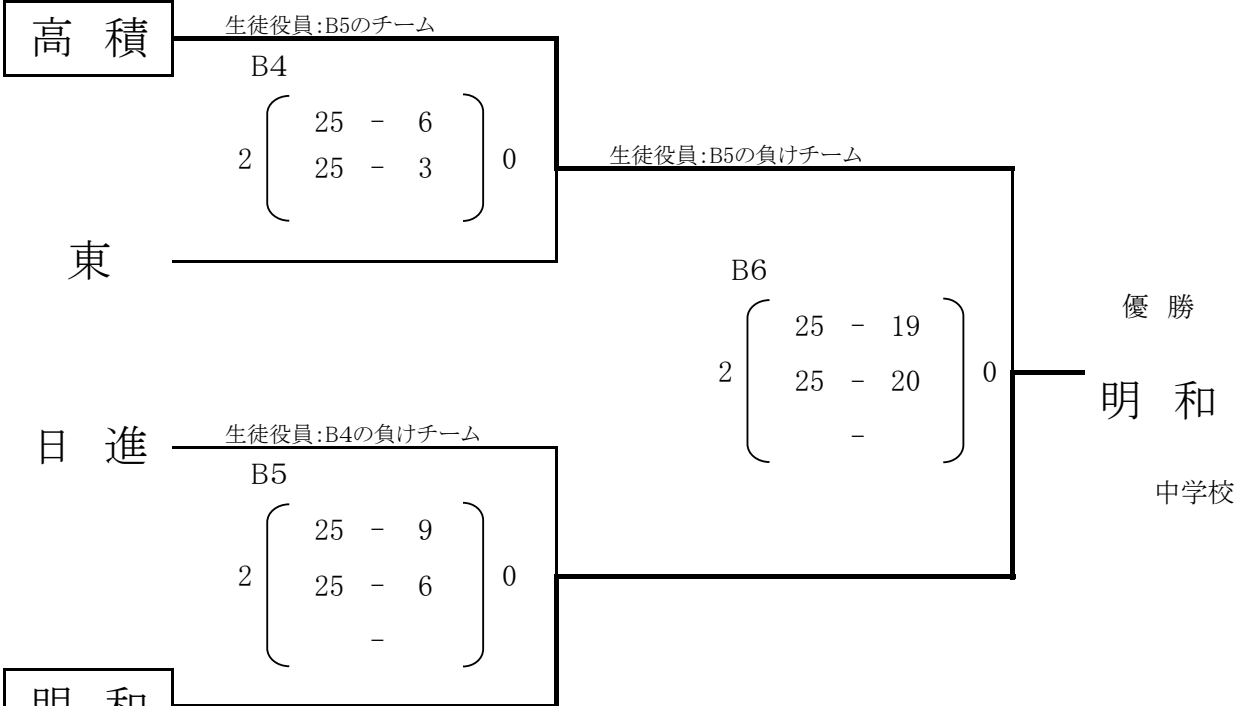 高 積
生徒役員:B5のチーム
B4
25 - 6
2 0
25 - 3
東
生徒役員:B5の負けチーム
B6
25 - 19
2 0
25 - 20
-
優 勝
明 和
中学校
日 進
生徒役員:B4の負けチーム
B5
25 - 9
2 0
25 - 6
-
明 和